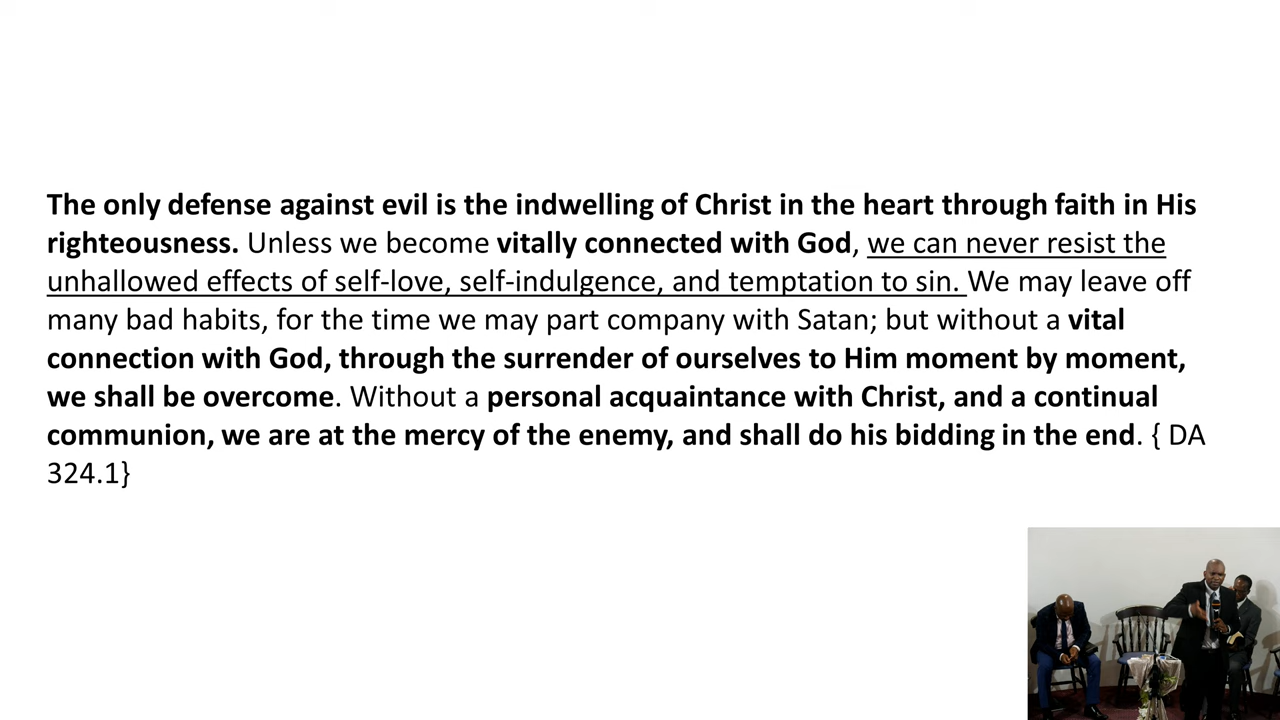 The only defense against evil is the indwelling of Christ in the heart through faith in His
righteousness. Unless we become vitally connected with God, we can never resist the
unhallowed effects of self-love, self-indulgence, and temptation to sin. We may leave off
many bad habits, for the time we may part company with Satan; but without a vital
connection with God, through the surrender of ourselves to Him moment by moment,
we shall be overcome. Without a personal acquaintance with Christ, and a continual
communion, we are at the mercy of the enemy, and shall do his bidding in the end. { DA
324.1}